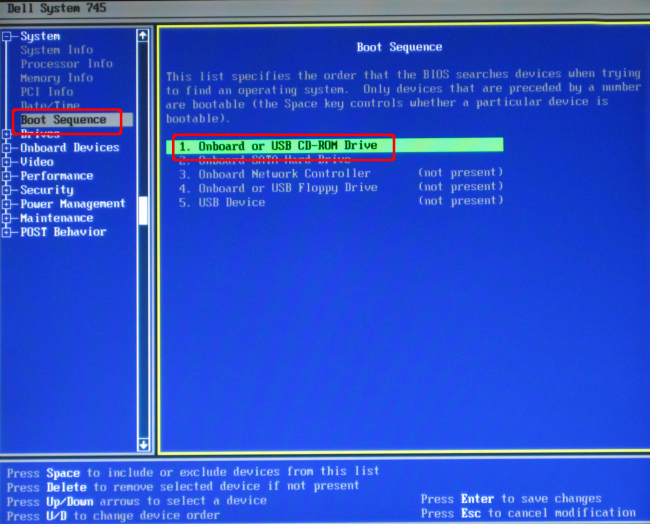 Dell System 745
System
System Info
Processor Info
Memory Info
PCI Info
Date/Time
Boot Sequence
Drives
Onboard Devices
Video
Performance
Security
Power Management
Maintenance
POST Behavior
Boot Sequence
This list specifies the order that the BIOS searches devices when trying
to find an operating system. Only devices that are preceded by a number
are bootable (the Space key controls whether a particular device is
bootable).
1. Onboard or USB CD-ROM Drive
2. Onboard SATA Hard Drive
3. Onboard Network Controller (not present)
4. Onboard or USB Floppy Drive (not present)
5. USB Device (not present)
Press Space to include or exclude devices from this list
Press Delete to remove selected device if not present
Press Up/Down arrows to select a device
Press U/D to change device order
Press Enter to save changes
Press Esc to cancel modification